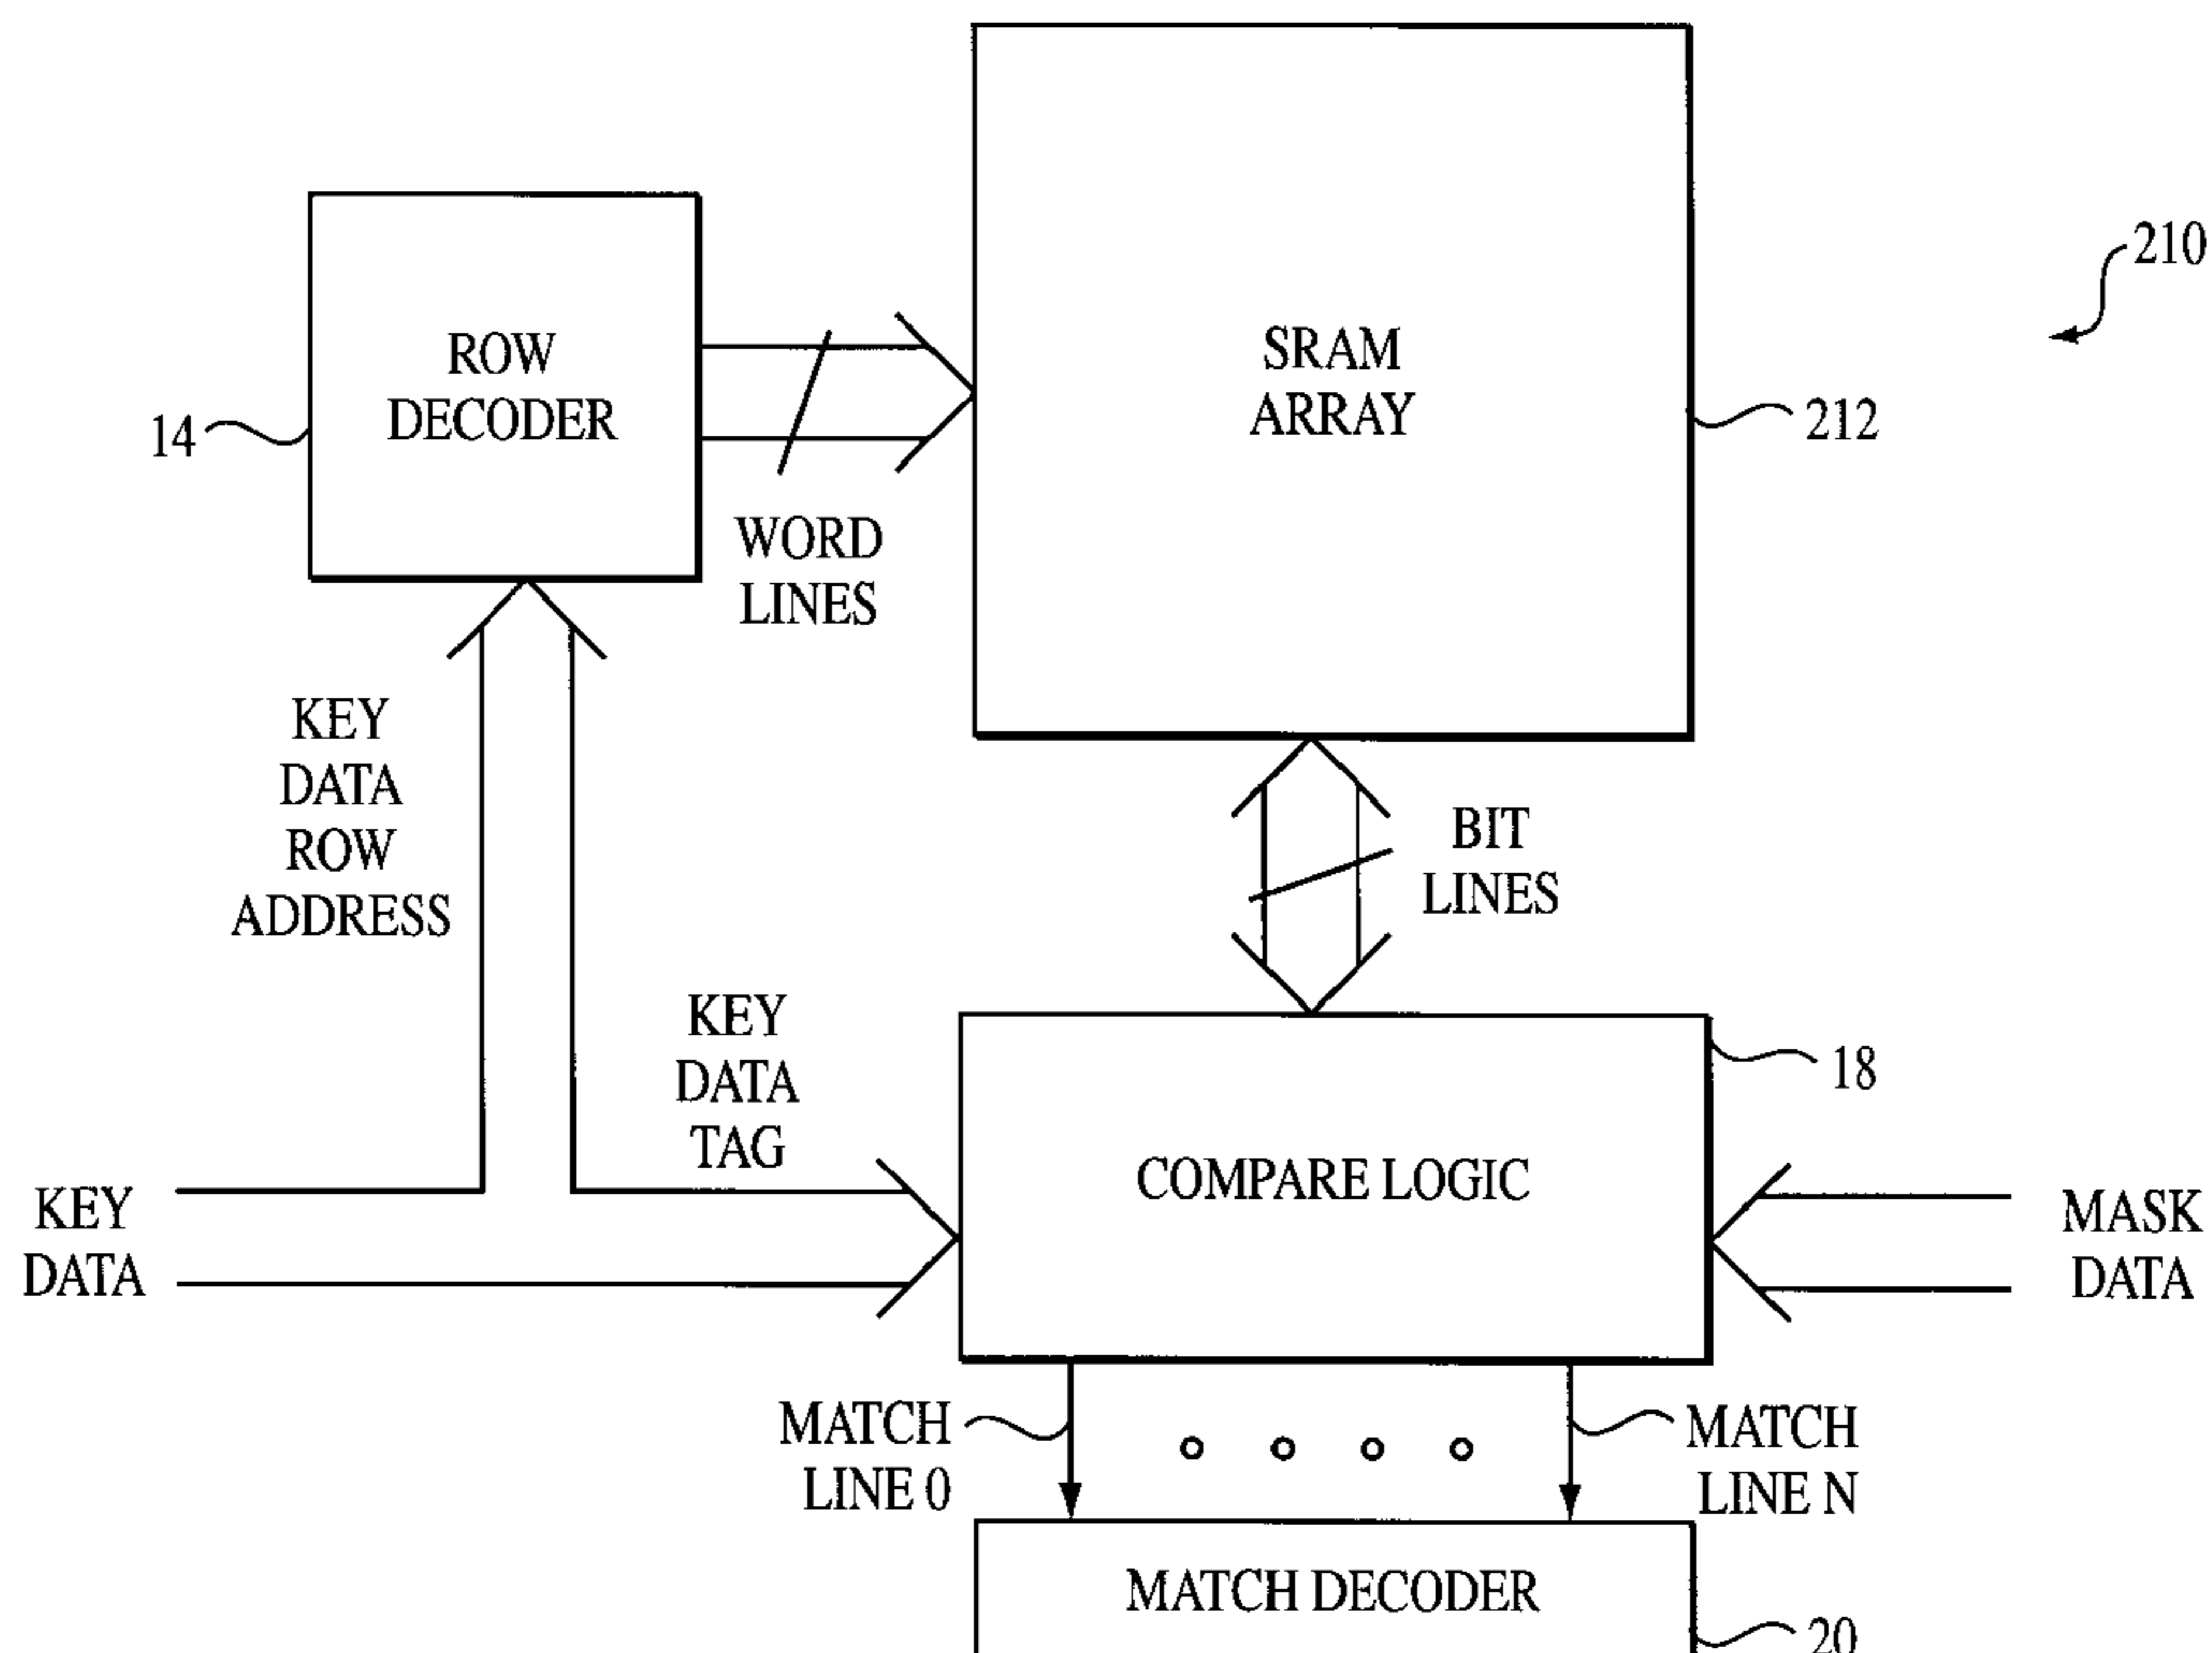 210
ROW
DECODER
SRAM
ARRAY
14
212
WORD
LINES
KEY
DATA
ROW
ADDRESS
BIT
LINES
KEY
DATA
TAG
18
COMPARE LOGIC
KEY
DATA
MASK
DATA
MATCH
LINE 0
MATCH
LINE N
MATCH DECODER
20